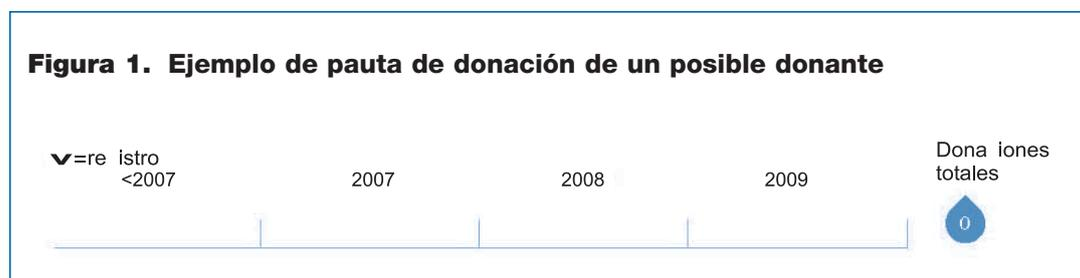 Figura 1. Ejemplo de pauta de donación de un posible donante
v=re istro
<2007 2007 2008 2009
Dona iones
totales
0